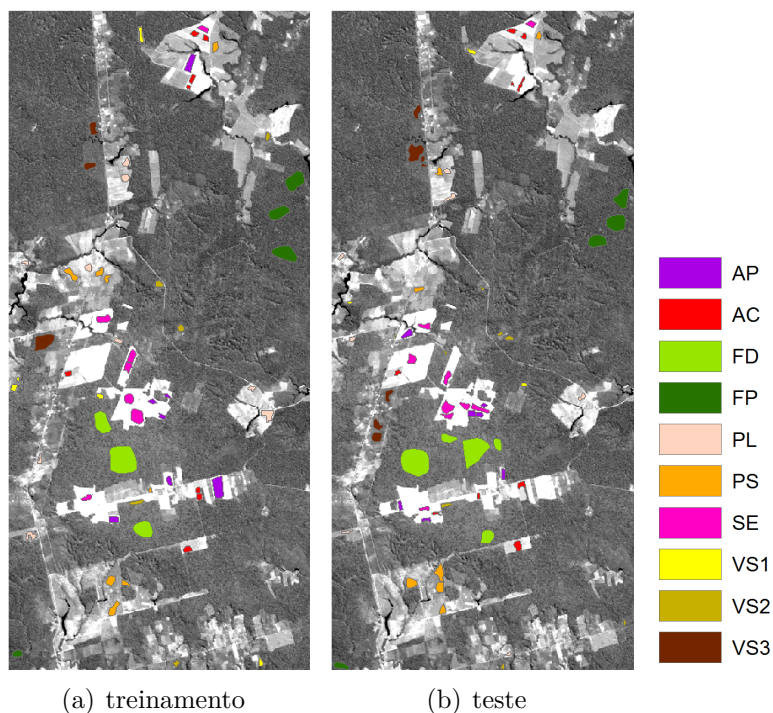 AP
AC
FD
FP
PL
PS
SE
VS1
VS2
VS3
(a) treinamento
(b) teste